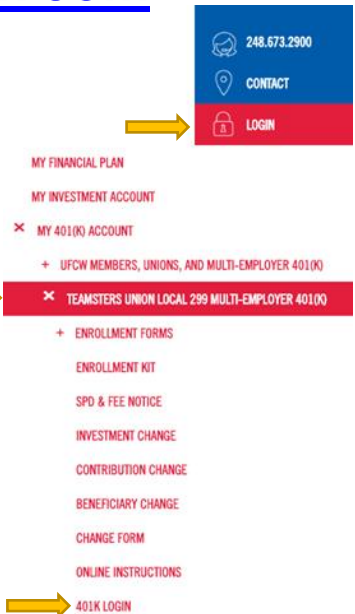 248.673.2900
CONTACT
LOGIN
MY FINANCIAL PLAN
MY INVESTMENT ACCOUNT
× MY 401(K) ACCOUNT
+ UFCW MEMBERS, UNIONS, AND MULTI-EMPLOYER 401(K)
× TEAMSTERS UNION LOCAL 299 MULTI-EMPLOYER 401(K)
+ ENROLLMENT FORMS
ENROLLMENT KIT
SPD & FEE NOTICE
INVESTMENT CHANGE
CONTRIBUTION CHANGE
BENEFICIARY CHANGE
CHANGE FORM
ONLINE INSTRUCTIONS
401K LOGIN